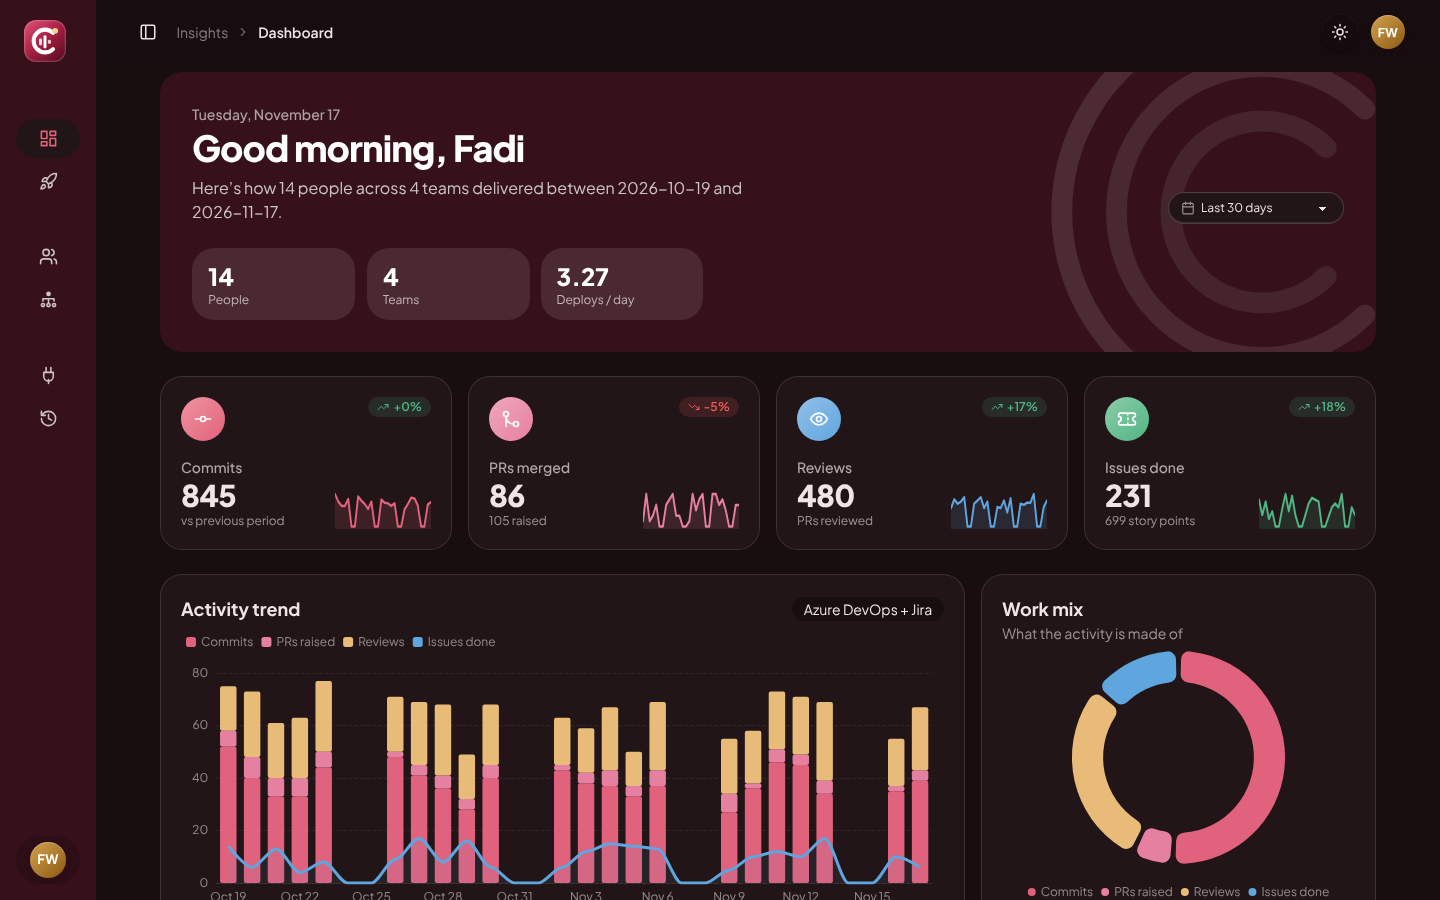 Insights > Dashboard
FW
Tuesday, November 17
Good morning, Fadi
Here's how 14 people across 4 teams delivered between 2026-10-19 and
2026-11-17.
Last 30 days
14
People
4
Teams
3.27
Deploys / day
+0%
Commits
845
vs previous period
-5%
PRs merged
86
105 raised
+17%
Reviews
480
PRs reviewed
+18%
Issues done
231
699 story points
Activity trend
Azure DevOps + Jira
Commits PRs raised Reviews Issues done
80
60
40
20
0
Oct 19 Oct 22 Oct 25 Oct 28 Oct 31 Nov 3 Nov 6 Nov 9 Nov 12 Nov 15
Work mix
What the activity is made of
Commits PRs raised Reviews Issues done
FW